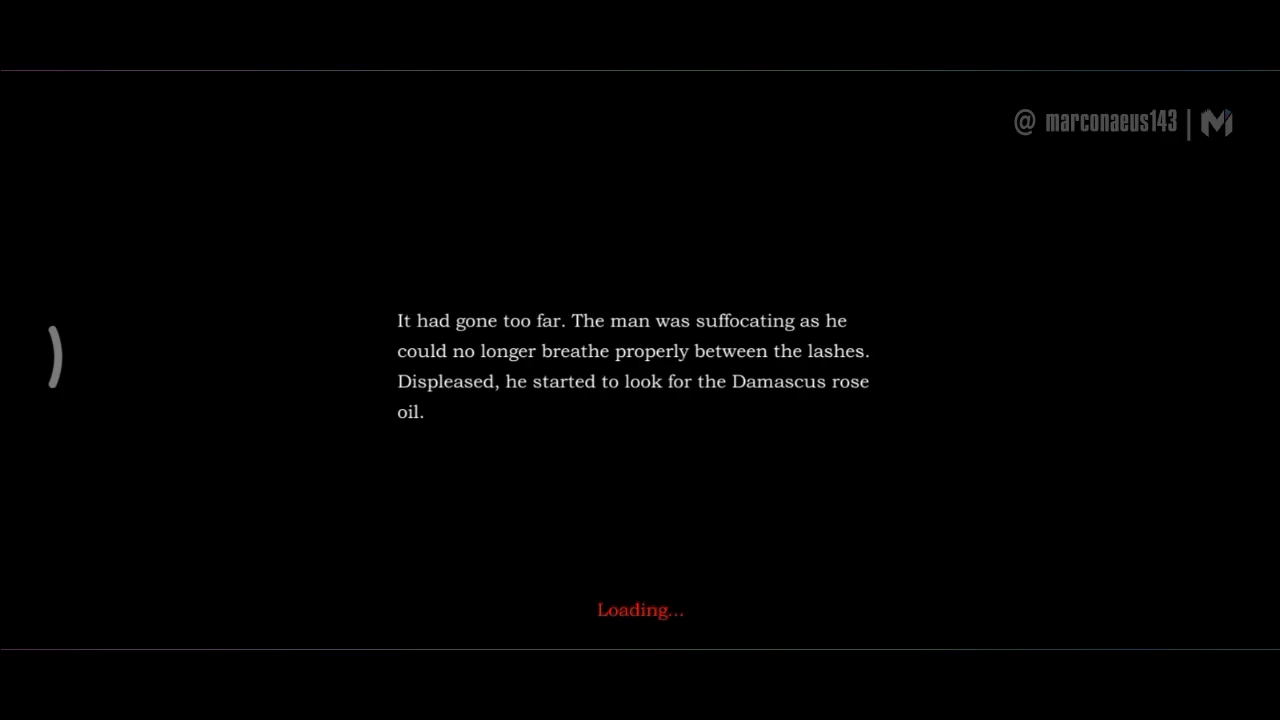 @ marconaeus143 | M
It had gone too far. The man was suffocating as he
could no longer breathe properly between the lashes.
Displeased, he started to look for the Damascus rose
oil.
Loading...